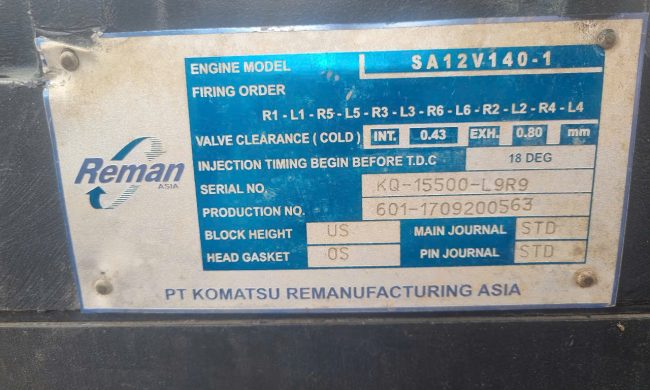 ENGINE MODEL SA12V140-1
FIRING ORDER
R1 - L1 - R5 - L5 - R3 - L3 - R6 - L6 - R2 - L2 - R4 - L4
VALVE CLEARANCE ( COLD ) INT. 0.43 EXH. 0.80 mm
INJECTION TIMING BEGIN BEFORE T.D.C 18 DEG
Reman
ASIA
SERIAL NO. KQ-15500-L9R9
PRODUCTION NO. 601-1709200563
BLOCK HEIGHT US MAIN JOURNAL STD
HEAD GASKET OS PIN JOURNAL STD
PT KOMATSU REMANUFACTURING ASIA